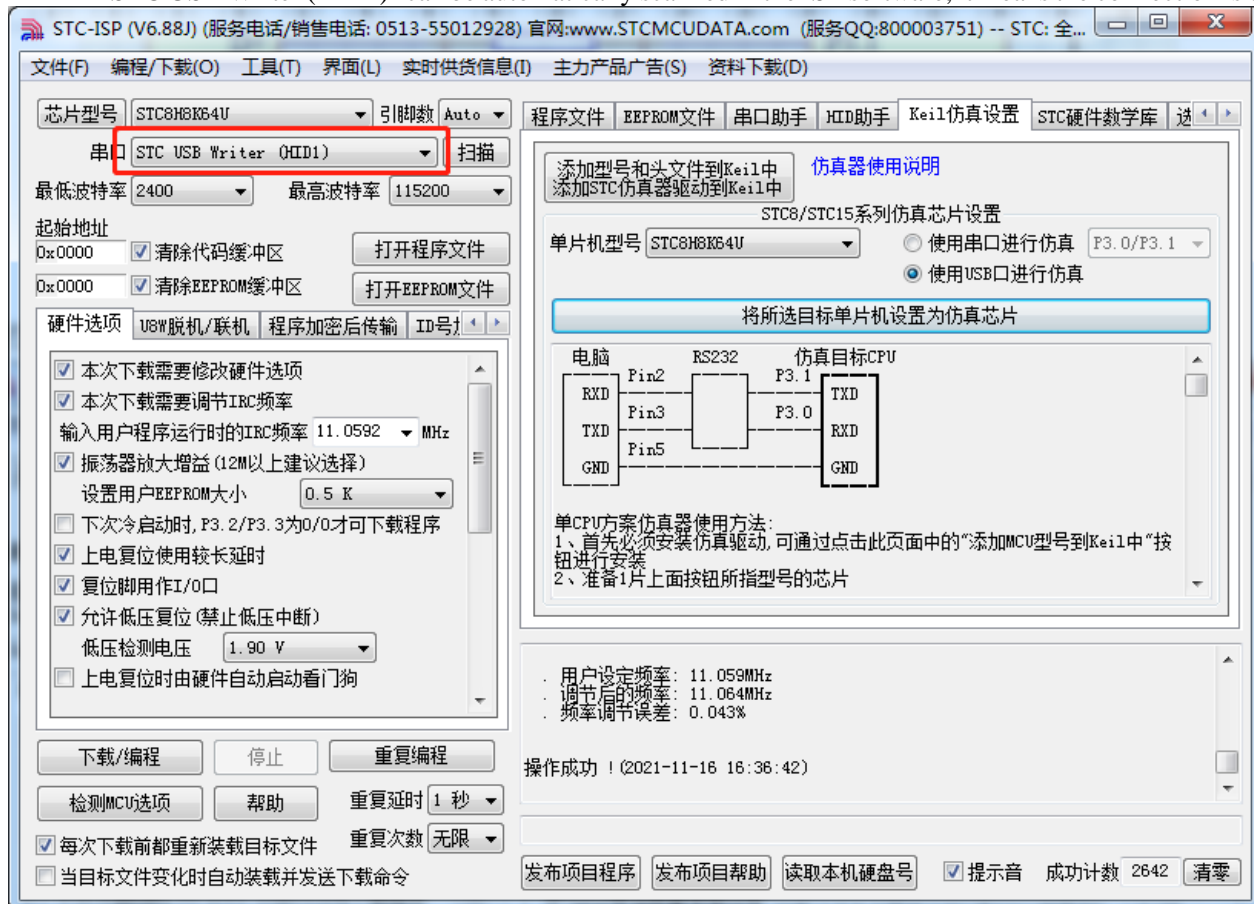 STC-ISP (V6.88J) (服务电话/销售电话: 0513-55012928) 官网:www.STCMCUDATA.com (服务QQ:800003751) -- STC: 全...
文件(F) 编程/下载(O) 工具(T) 界面(L) 实时供货信息(I) 主力产品广告(S) 资料下载(D)
芯片型号 STC8H8K64U 引脚数 Auto
串口 STC USB Writer (HID1) 扫描
最低波特率 2400 最高波特率 115200
起始地址
0x0000 清除代码缓冲区 打开程序文件
0x0000 清除EEPROM缓冲区 打开EEPROM文件
硬件选项 U8W脱机/联机 程序加密后传输 ID号
本次下载需要修改硬件选项
本次下载需要调节IRC频率
输入用户程序运行时的IRC频率 11.0592 MHz
振荡器放大增益(12M以上建议选择)
设置用户EEPROM大小 0.5 K
下次冷启动时,P3.2/P3.3为0/0才可下载程序
上电复位使用较长延时
复位脚用作I/O口
允许低压复位(禁止低压中断)
低压检测电压 1.90 V
上电复位时由硬件自动启动看门狗
下载/编程 停止 重复编程
检测MCU选项 帮助 重复延时 1 秒
每次下载前都重新装载目标文件 重复次数 无限
当目标文件变化时自动装载并发送下载命令
程序文件 EEPROM文件 串口助手 HID助手 Keil仿真设置 STC硬件数学库 选
添加型号和头文件到Keil中
添加STC仿真器驱动到Keil中
仿真器使用说明
STC8/STC15系列仿真芯片设置
单片机型号 STC8H8K64U 使用串口进行仿真 P3.0/P3.1
使用USB口进行仿真
将所选目标单片机设置为仿真芯片
电脑 RS232 仿真目标CPU
Pin2 P3.1
RXD TXD
Pin3 P3.0
TXD RXD
Pin5
GND GND
单CPU方案仿真器使用方法:
1、首先必须安装仿真驱动,可通过点击此页面中的“添加MCU型号到Keil中”按
钮进行安装
2、准备1片上面按钮所指型号的芯片
. 用户设定频率: 11.059MHz
. 调节后的频率: 11.064MHz
. 频率调节误差: 0.043%
操作成功 !(2021-11-16 16:36:42)
发布项目程序 发布项目帮助 读取本机硬盘号 提示音 成功计数 2642 清零